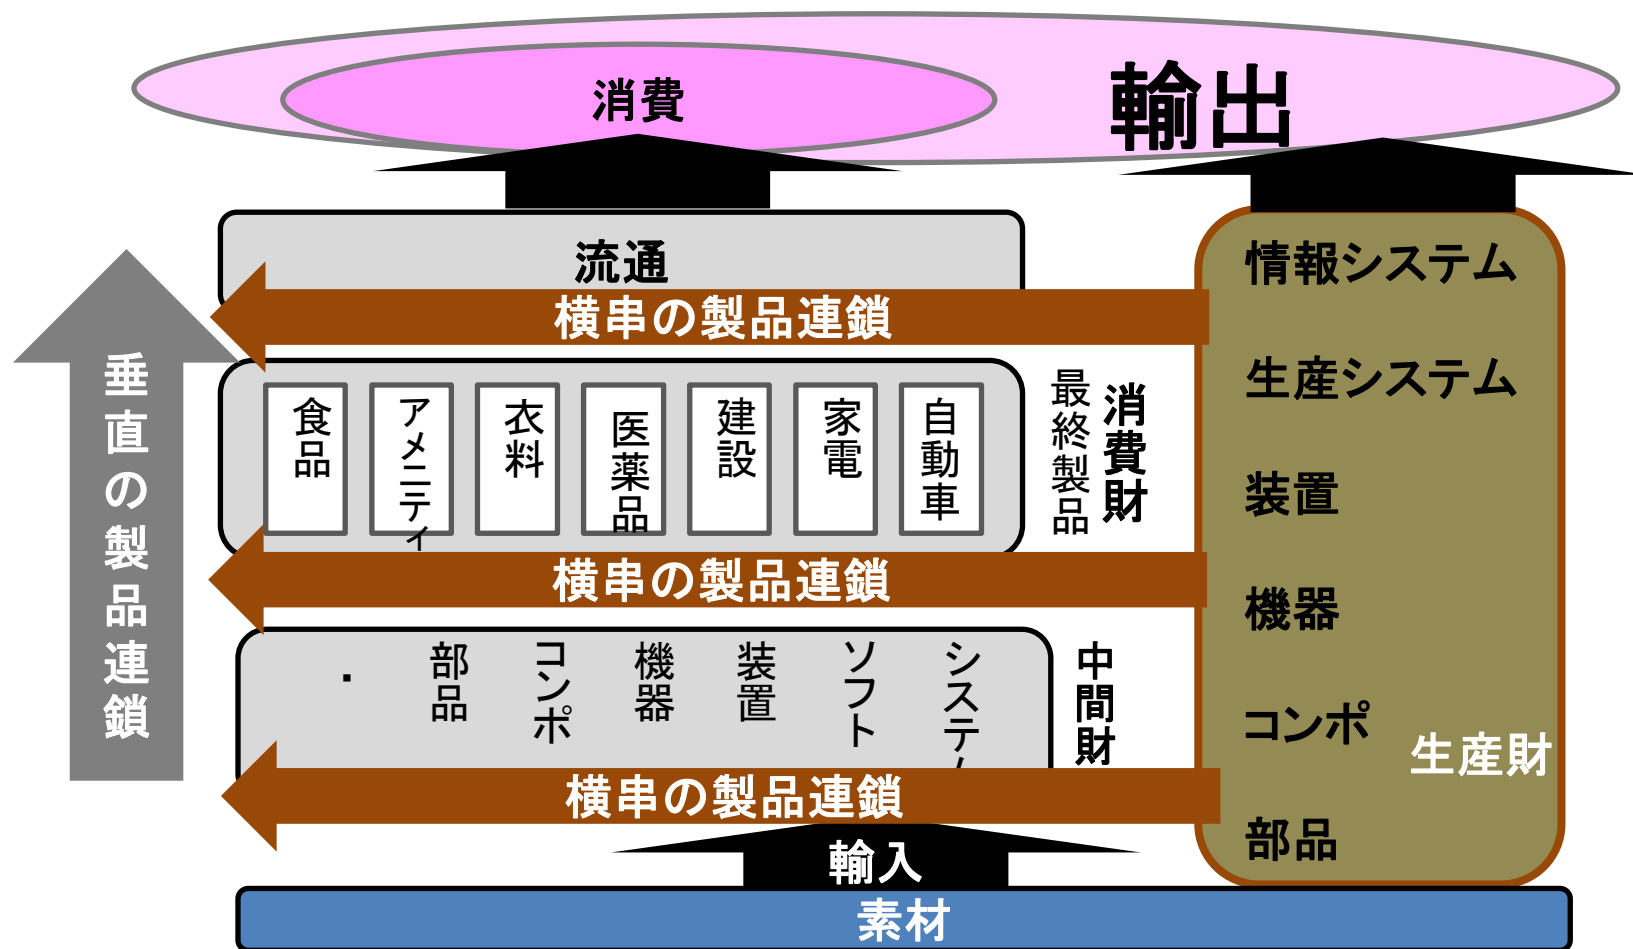 消費
輸出
流通
横串の製品連鎖
垂直の製品連鎖
食品
アメニティ
衣料
医薬品
建設
家電
自動車
最終製品
消費財
横串の製品連鎖
．
部品
コンポ
機器
装置
ソフト
システム
中間財
横串の製品連鎖
情報システム
生産システム
装置
機器
コンポ
生産財
部品
輸入
素材